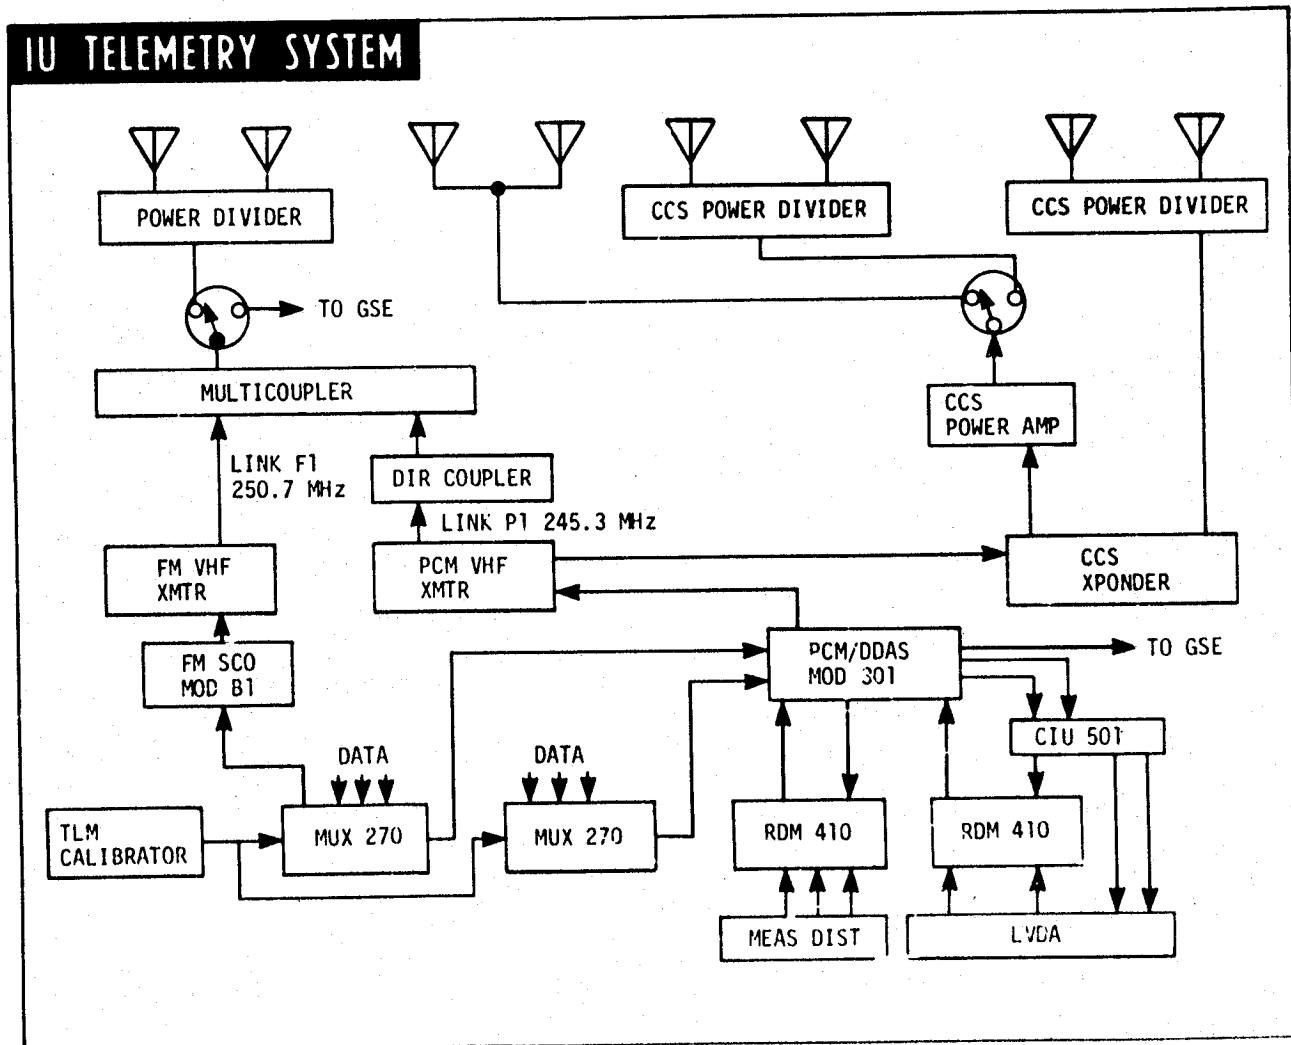 IU TELEMETRY SYSTEM
POWER DIVIDER
CCS POWER DIVIDER
CCS POWER DIVIDER
TO GSE
MULTICOUPLER
CCS
POWER AMP
LINK F1
250.7 MHz
DIR COUPLER
LINK P1 245.3 MHz
FM VHF
XMTR
PCM VHF
XMTR
CCS
XPONDER
FM SCO
MOD B1
PCM/DDAS
MOD 301
TO GSE
CIU 501
DATA
DATA
TLM
CALIBRATOR
MUX 270
MUX 270
RDM 410
RDM 410
MEAS DIST
LVDA